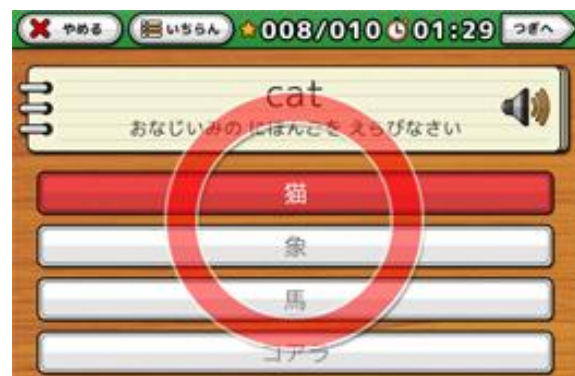 やめる いちらん 008/010 01:29 つぎへ
cat
おなじいみの にほんごを えらびなさい
猫
象
馬
コアラ